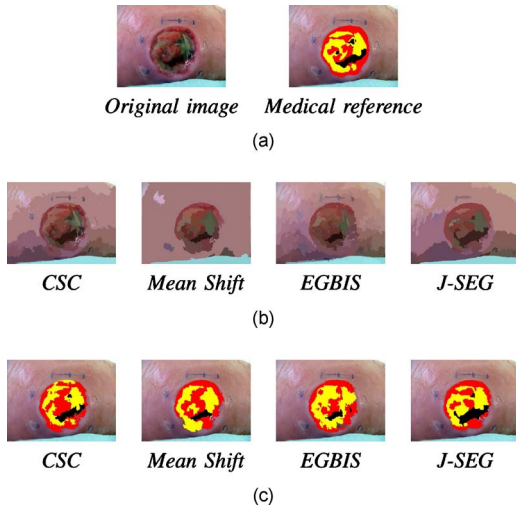 Original image Medical reference
(a)
CSC Mean Shift EGBIS J-SEG
(b)
CSC Mean Shift EGBIS J-SEG
(c)